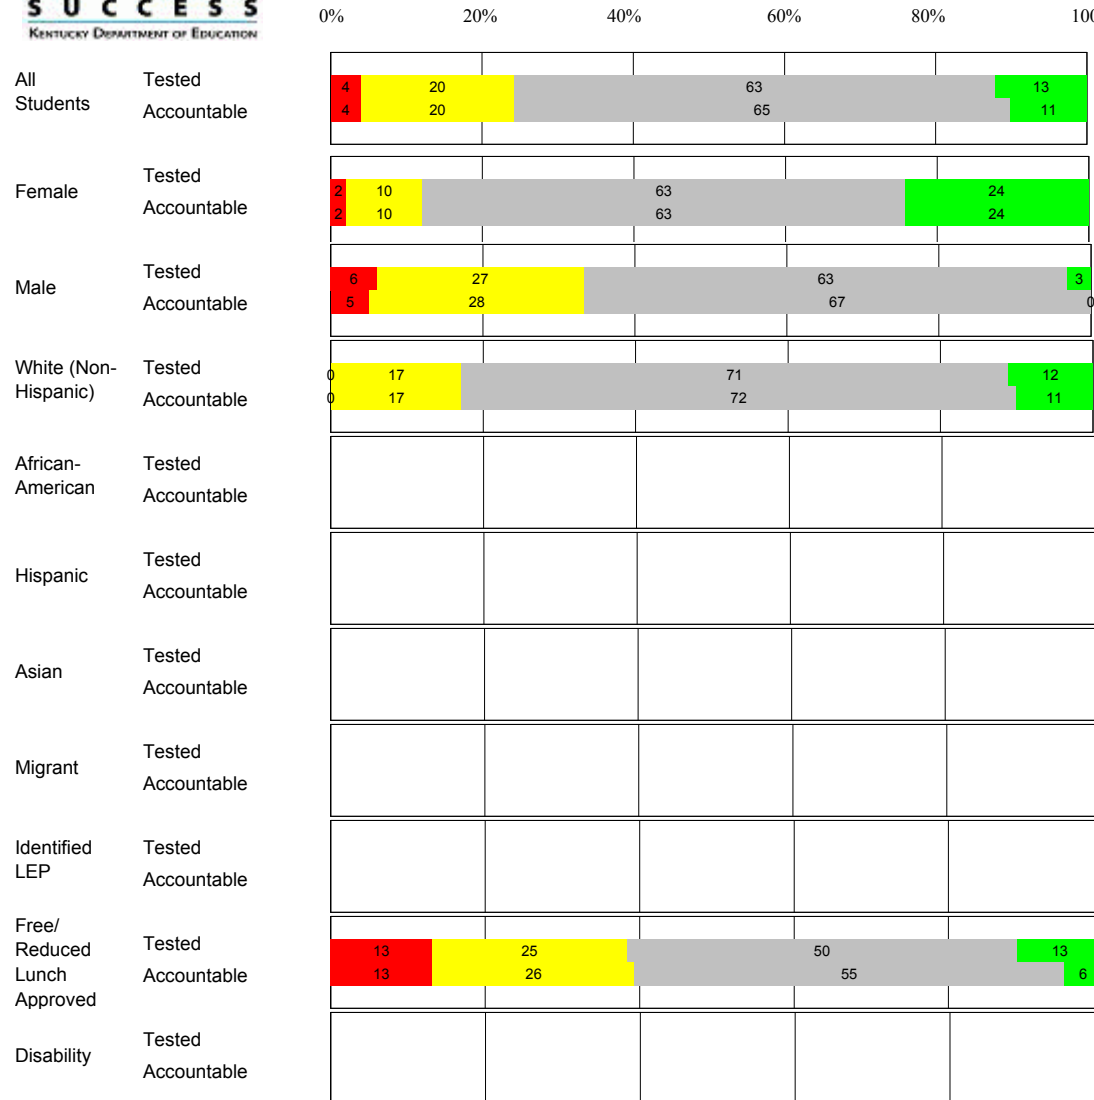 SUCCESS
KENTUCKY DEPARTMENT OF EDUCATION
0% 20% 40% 60% 80% 100
All Students
Tested 4 20 63 13
Accountable 4 20 65 11
Female
Tested 2 10 63 24
Accountable 2 10 63 24
Male
Tested 6 27 63 3
Accountable 5 28 67 0
White (Non-
Hispanic)
Tested 0 17 71 12
Accountable 0 17 72 11
African-
American
Tested
Accountable
Hispanic
Tested
Accountable
Asian
Tested
Accountable
Migrant
Tested
Accountable
Identified
LEP
Tested
Accountable
Free/
Reduced
Lunch
Approved
Tested 13 25 50 13
Accountable 13 26 55 6
Disability
Tested
Accountable